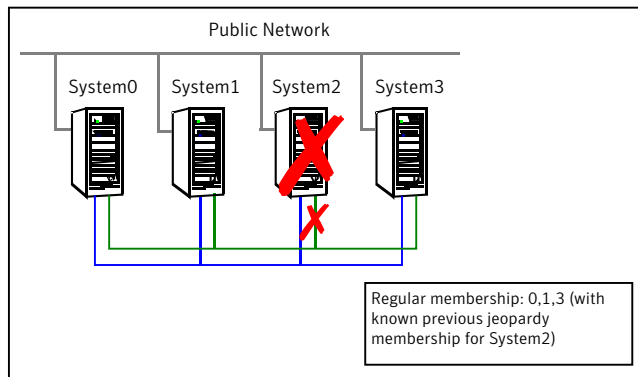 Public Network
System0 System1 System2 System3
Regular membership: 0,1,3 (with
known previous jeopardy
membership for System2)